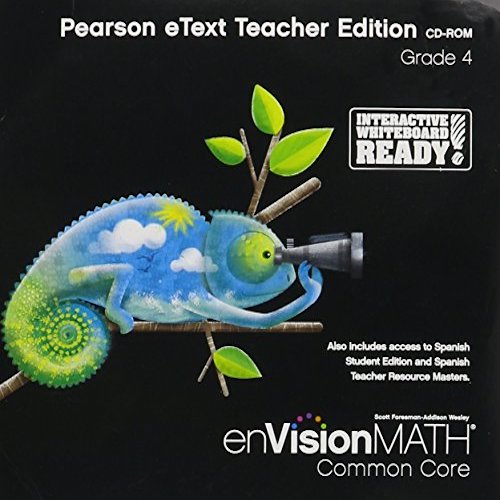 Pearson eText Teacher Edition CD-ROM
Grade 4
INTERACTIVE
WHITEBOARD
READY!
Also Includes access to Spanish
Student Edition and Spanish
Teacher Resource Masters.
Scott Foresman-Addison Wesley
enVisionMATH®
Common Core